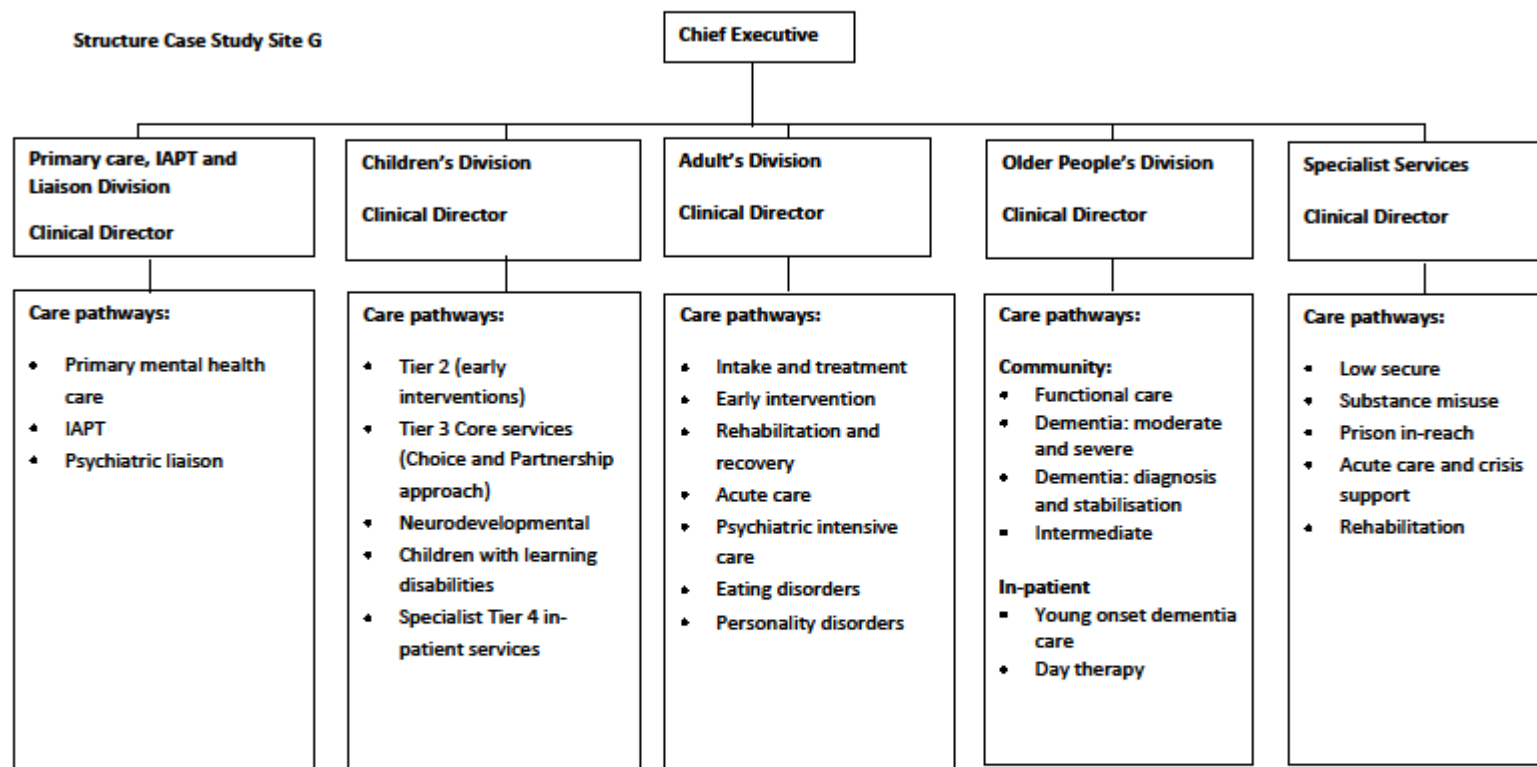 Structure Case Study Site G
Chief Executive
Primary care, IAPT and
Liaison Division
Clinical Director
Children's Division
Clinical Director
Adult's Division
Clinical Director
Older People's Division
Clinical Director
Specialist Services
Clinical Director
Care pathways:
• Primary mental health
care
• IAPT
• Psychiatric liaison
Care pathways:
• Tier 2 (early
interventions)
• Tier 3 Core services
(Choice and Partnership
approach)
• Neurodevelopmental
• Children with learning
disabilities
• Specialist Tier 4 in-
patient services
Care pathways:
• Intake and treatment
• Early intervention
• Rehabilitation and
recovery
• Acute care
• Psychiatric intensive
care
• Eating disorders
• Personality disorders
Care pathways:
Community:
• Functional care
• Dementia: moderate
and severe
• Dementia: diagnosis
and stabilisation
• Intermediate
In-patient
• Young onset dementia
care
• Day therapy
Care pathways:
• Low secure
• Substance misuse
• Prison in-reach
• Acute care and crisis
support
• Rehabilitation